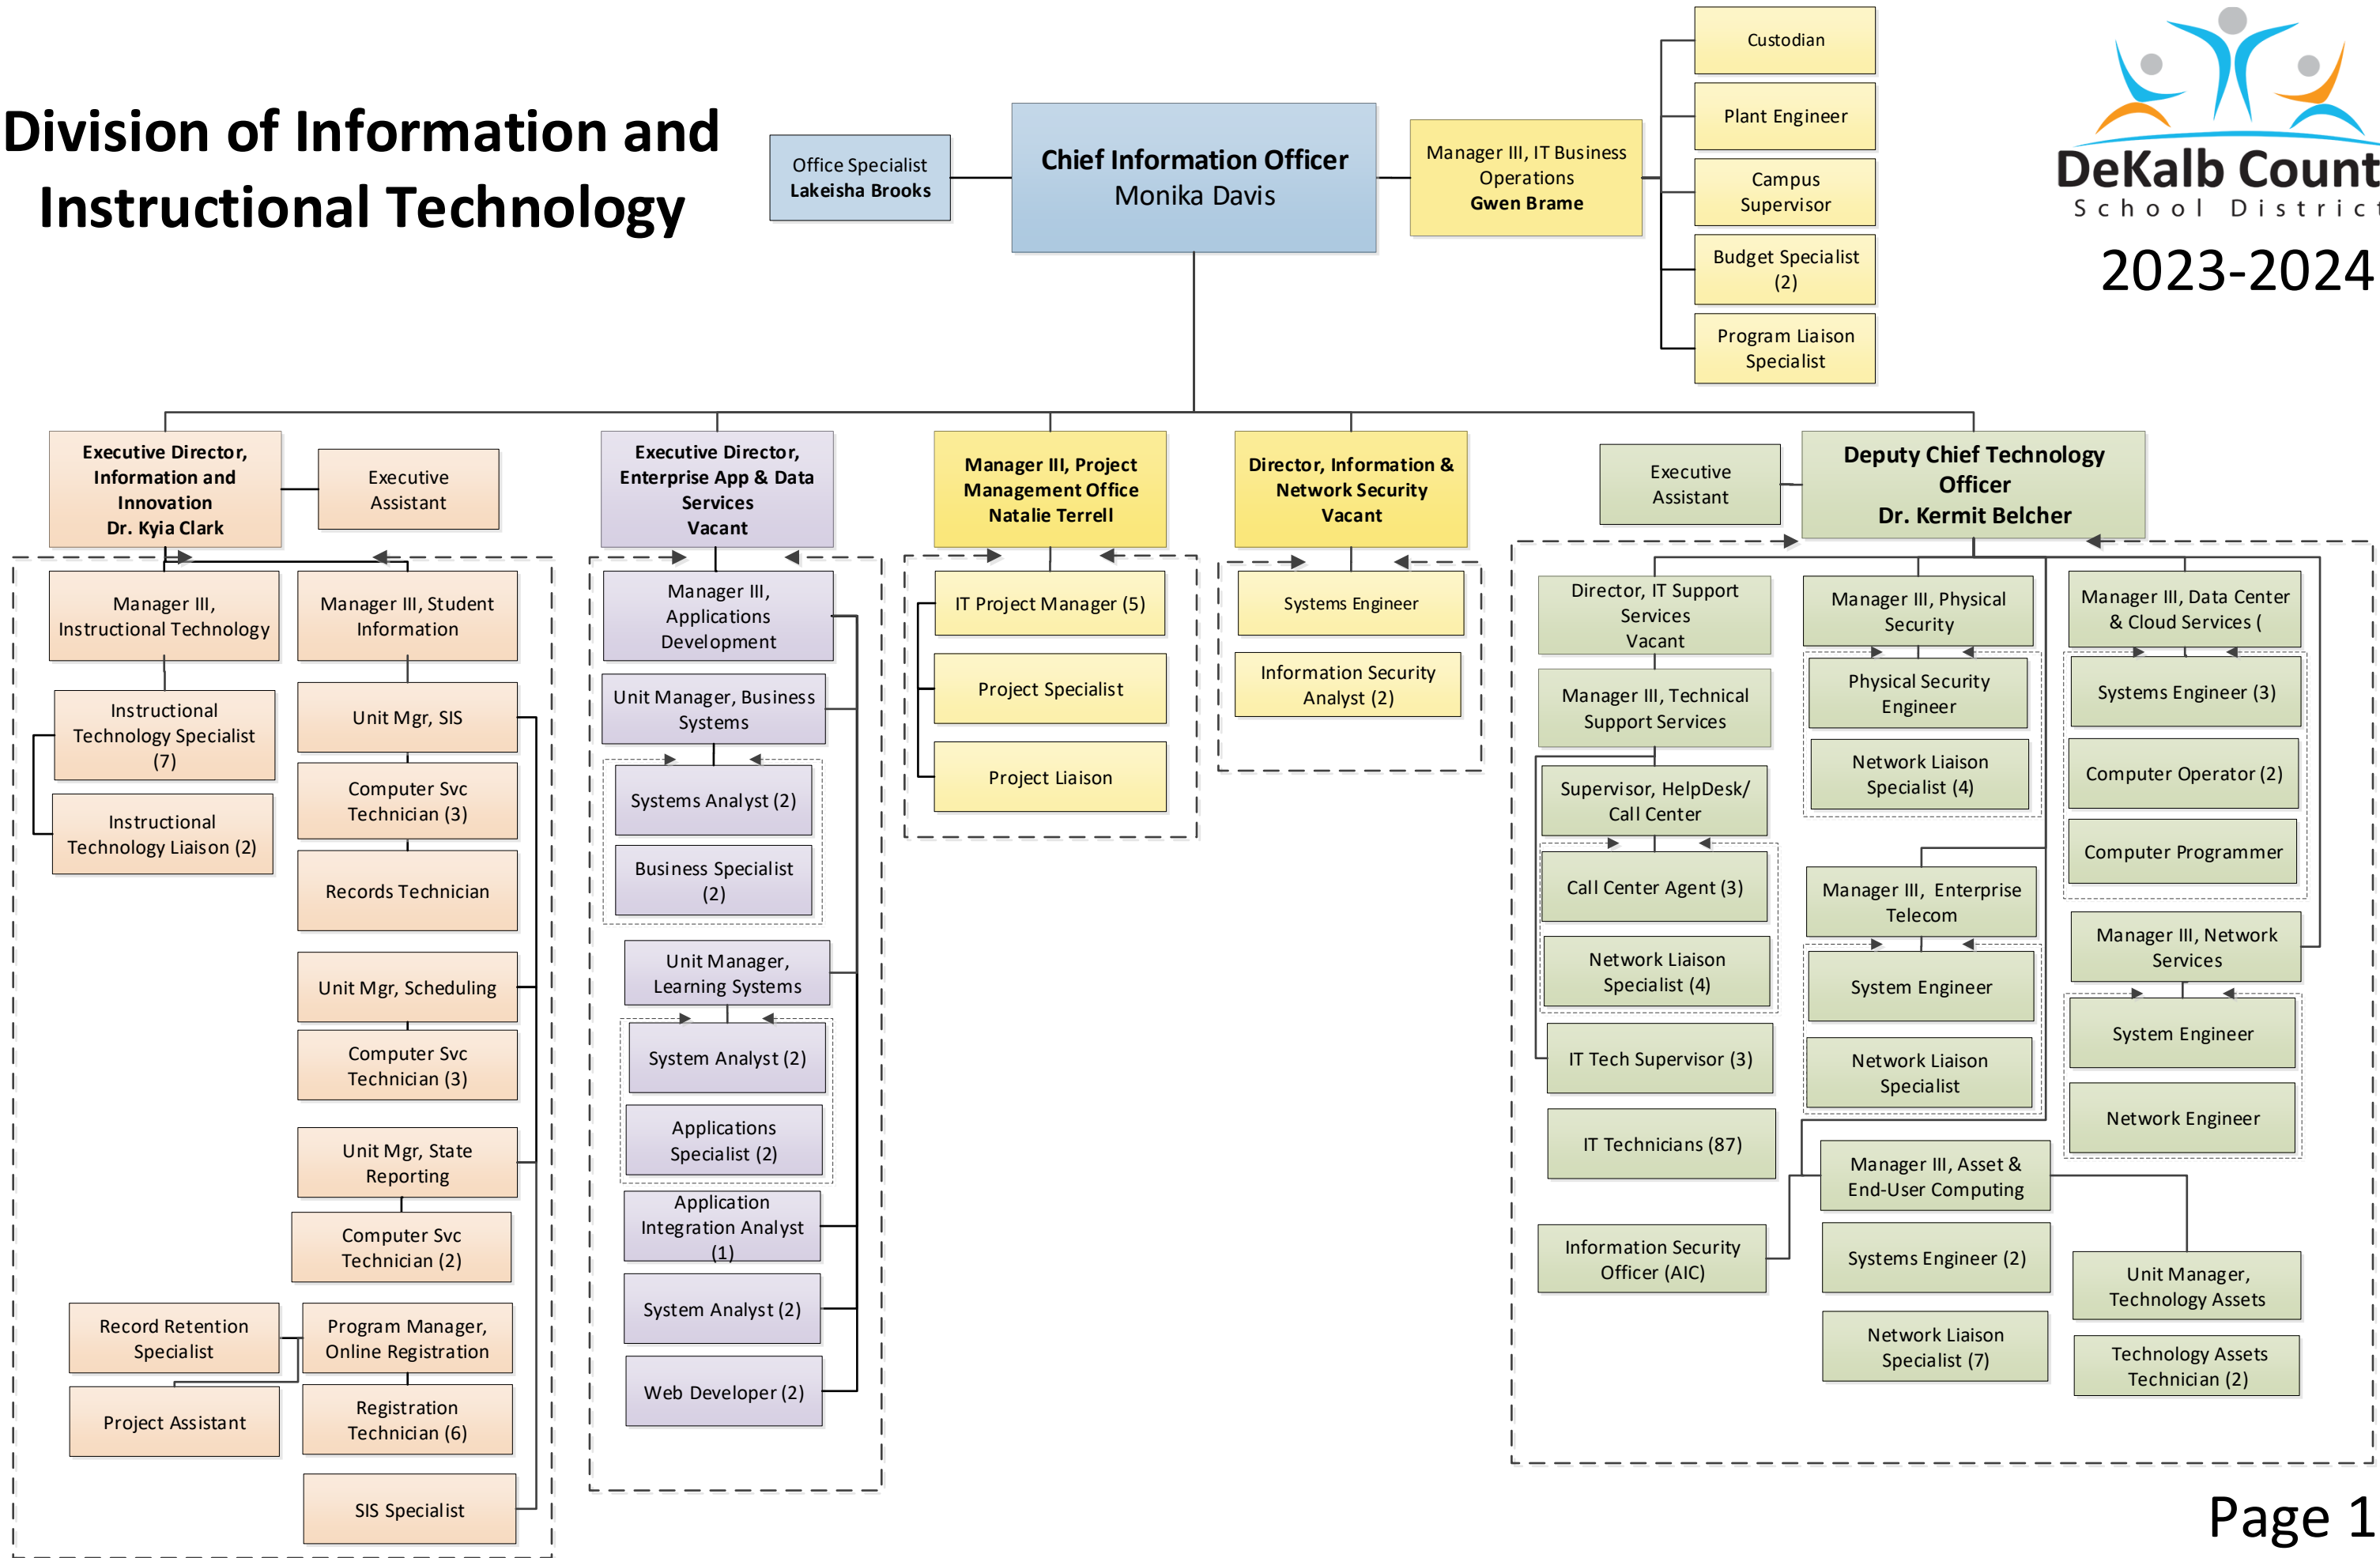 Division of Information and
Instructional Technology
Office Specialist
Lakeisha Brooks
Chief Information Officer
Monika Davis
Manager III, IT Business
Operations
Gwen Brame
Custodian
Plant Engineer
Campus
Supervisor
Budget Specialist
(2)
Program Liaison
Specialist
DeKalb Count
School District
2023-2024
Executive Director,
Information and
Innovation
Dr. Kyia Clark
Executive
Assistant
Manager III,
Instructional Technology
Instructional
Technology Specialist
(7)
Instructional
Technology Liaison (2)
Manager III, Student
Information
Unit Mgr, SIS
Computer Svc
Technician (3)
Records Technician
Unit Mgr, Scheduling
Computer Svc
Technician (3)
Unit Mgr, State
Reporting
Computer Svc
Technician (2)
Record Retention
Specialist
Program Manager,
Online Registration
Project Assistant
Registration
Technician (6)
SIS Specialist
Executive Director,
Enterprise App & Data
Services
Vacant
Manager III,
Applications
Development
Unit Manager, Business
Systems
Systems Analyst (2)
Business Specialist
(2)
Unit Manager,
Learning Systems
System Analyst (2)
Applications
Specialist (2)
Application
Integration Analyst
(1)
System Analyst (2)
Web Developer (2)
Manager III, Project
Management Office
Natalie Terrell
IT Project Manager (5)
Project Specialist
Project Liaison
Director, Information &
Network Security
Vacant
Systems Engineer
Information Security
Analyst (2)
Executive
Assistant
Deputy Chief Technology
Officer
Dr. Kermit Belcher
Director, IT Support
Services
Vacant
Manager III, Technical
Support Services
Supervisor, HelpDesk/
Call Center
Call Center Agent (3)
Network Liaison
Specialist (4)
IT Tech Supervisor (3)
IT Technicians (87)
Information Security
Officer (AIC)
Manager III, Physical
Security
Physical Security
Engineer
Network Liaison
Specialist (4)
Manager III, Enterprise
Telecom
System Engineer
Network Liaison
Specialist
Manager III, Asset &
End-User Computing
Systems Engineer (2)
Network Liaison
Specialist (7)
Manager III, Data Center
& Cloud Services (
Systems Engineer (3)
Computer Operator (2)
Computer Programmer
Manager III, Network
Services
System Engineer
Network Engineer
Unit Manager,
Technology Assets
Technology Assets
Technician (2)
Page 1